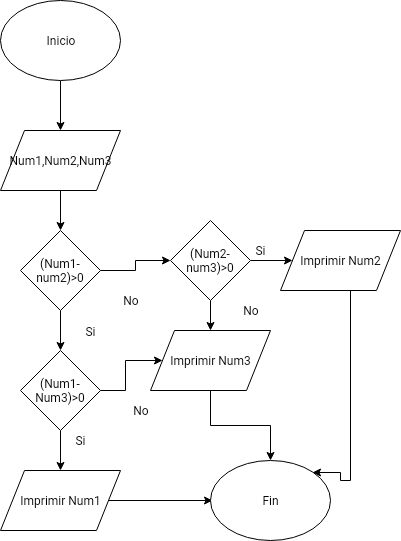 Inicio
Num1,Num2,Num3
(Num1-
num2)>0
No
Si
(Num2-
num3)>0
Si
Imprimir Num2
No
(Num1-
Num3)>0
No
Si
Imprimir Num3
Imprimir Num1
Fin